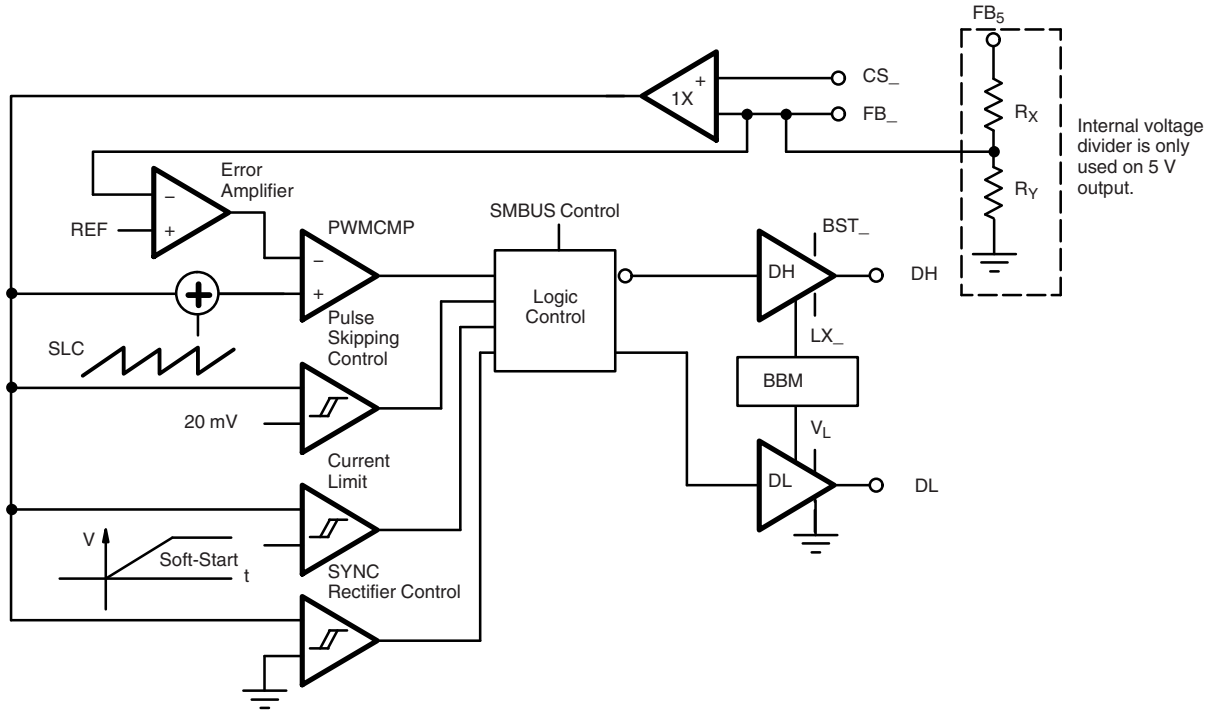 FB5
CS_
1X
+
FB_
RX
Internal voltage
divider is only
used on 5 V
output.
RY
Error
Amplifier
−
REF
+
PWMCMP
SMBUS Control
−
+
Logic
Control
BST_
DH
DH
LX_
Pulse
Skipping
Control
SLC
+
BBM
20 mV
VL
Current
Limit
DL
DL
V
Soft-Start
t
SYNC
Rectifier Control